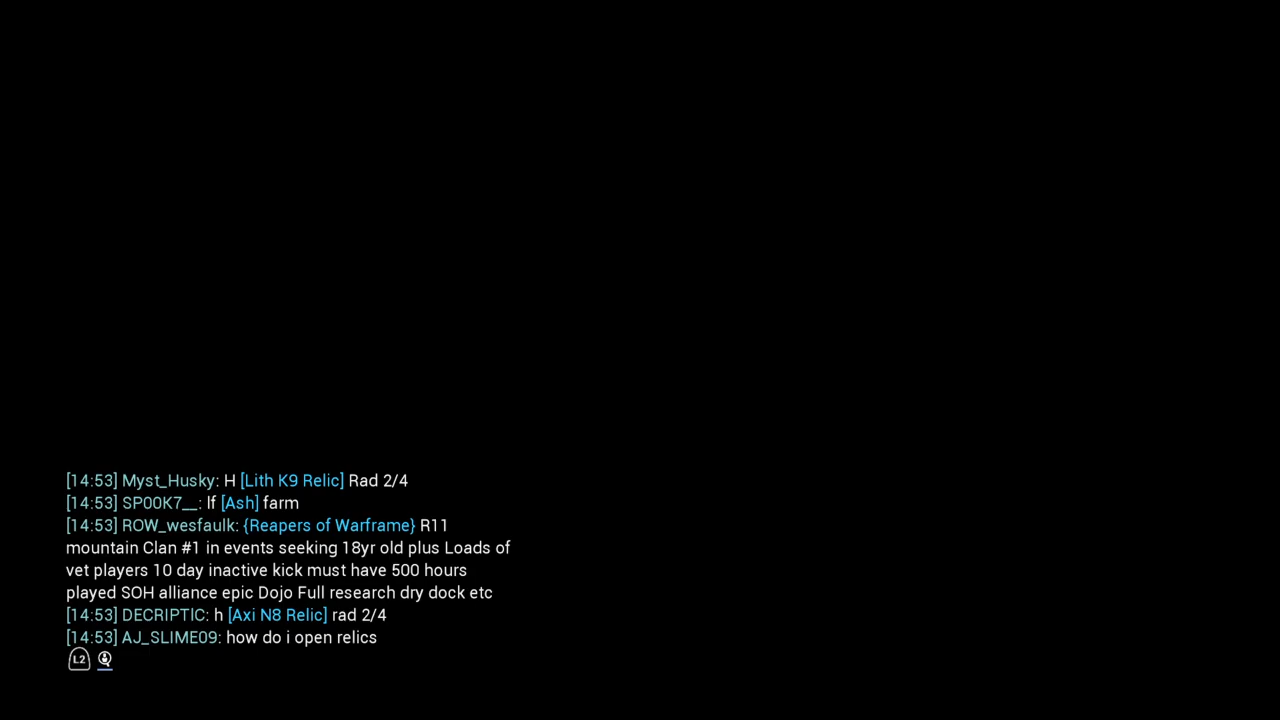 [14:53] Myst_Husky: H [Lith K9 Relic] Rad 2/4
[14:53] SP00K7__: lf [Ash] farm
[14:53] ROW_wesfaulk: {Reapers of Warframe} R11
mountain Clan #1 in events seeking 18yr old plus Loads of
vet players 10 day inactive kick must have 500 hours
played SOH alliance epic Dojo Full research dry dock etc
[14:53] DECRIPTlC: h [Axi N8 Relic] rad 2/4
[14:53] AJ_SLIME09: how do i open relics
L2